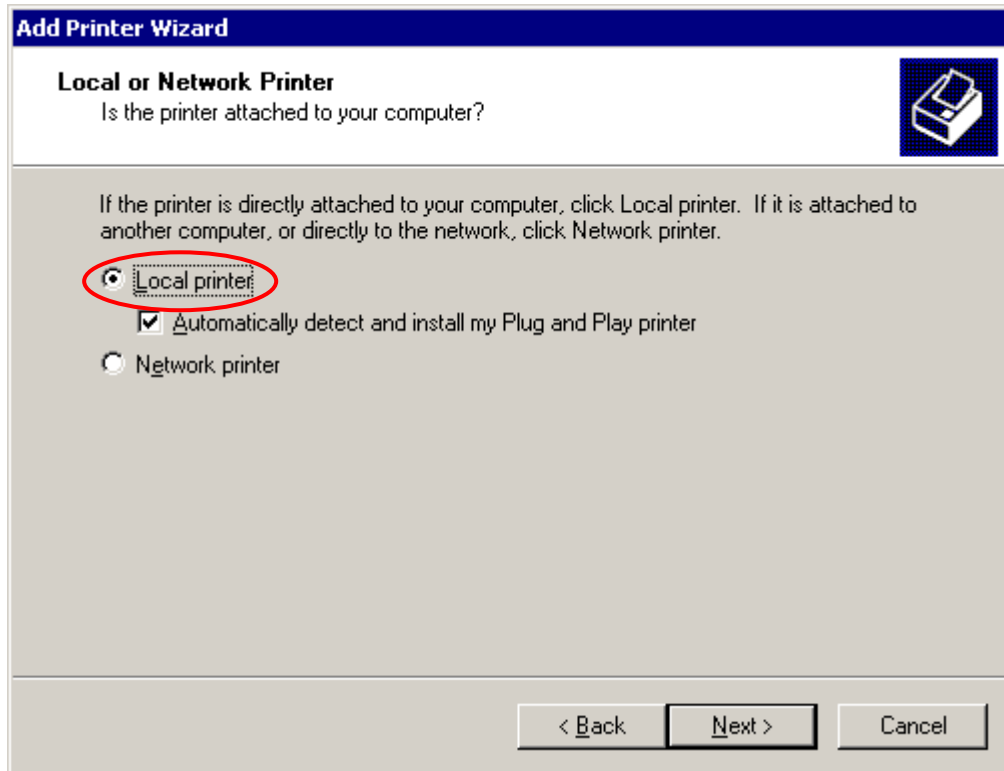 Add Printer Wizard
Local or Network Printer
Is the printer attached to your computer?
If the printer is directly attached to your computer, click Local printer.  If it is attached to
another computer, or directly to the network, click Network printer.
Local printer
Automatically detect and install my Plug and Play printer
Network printer
< Back
Next >
Cancel